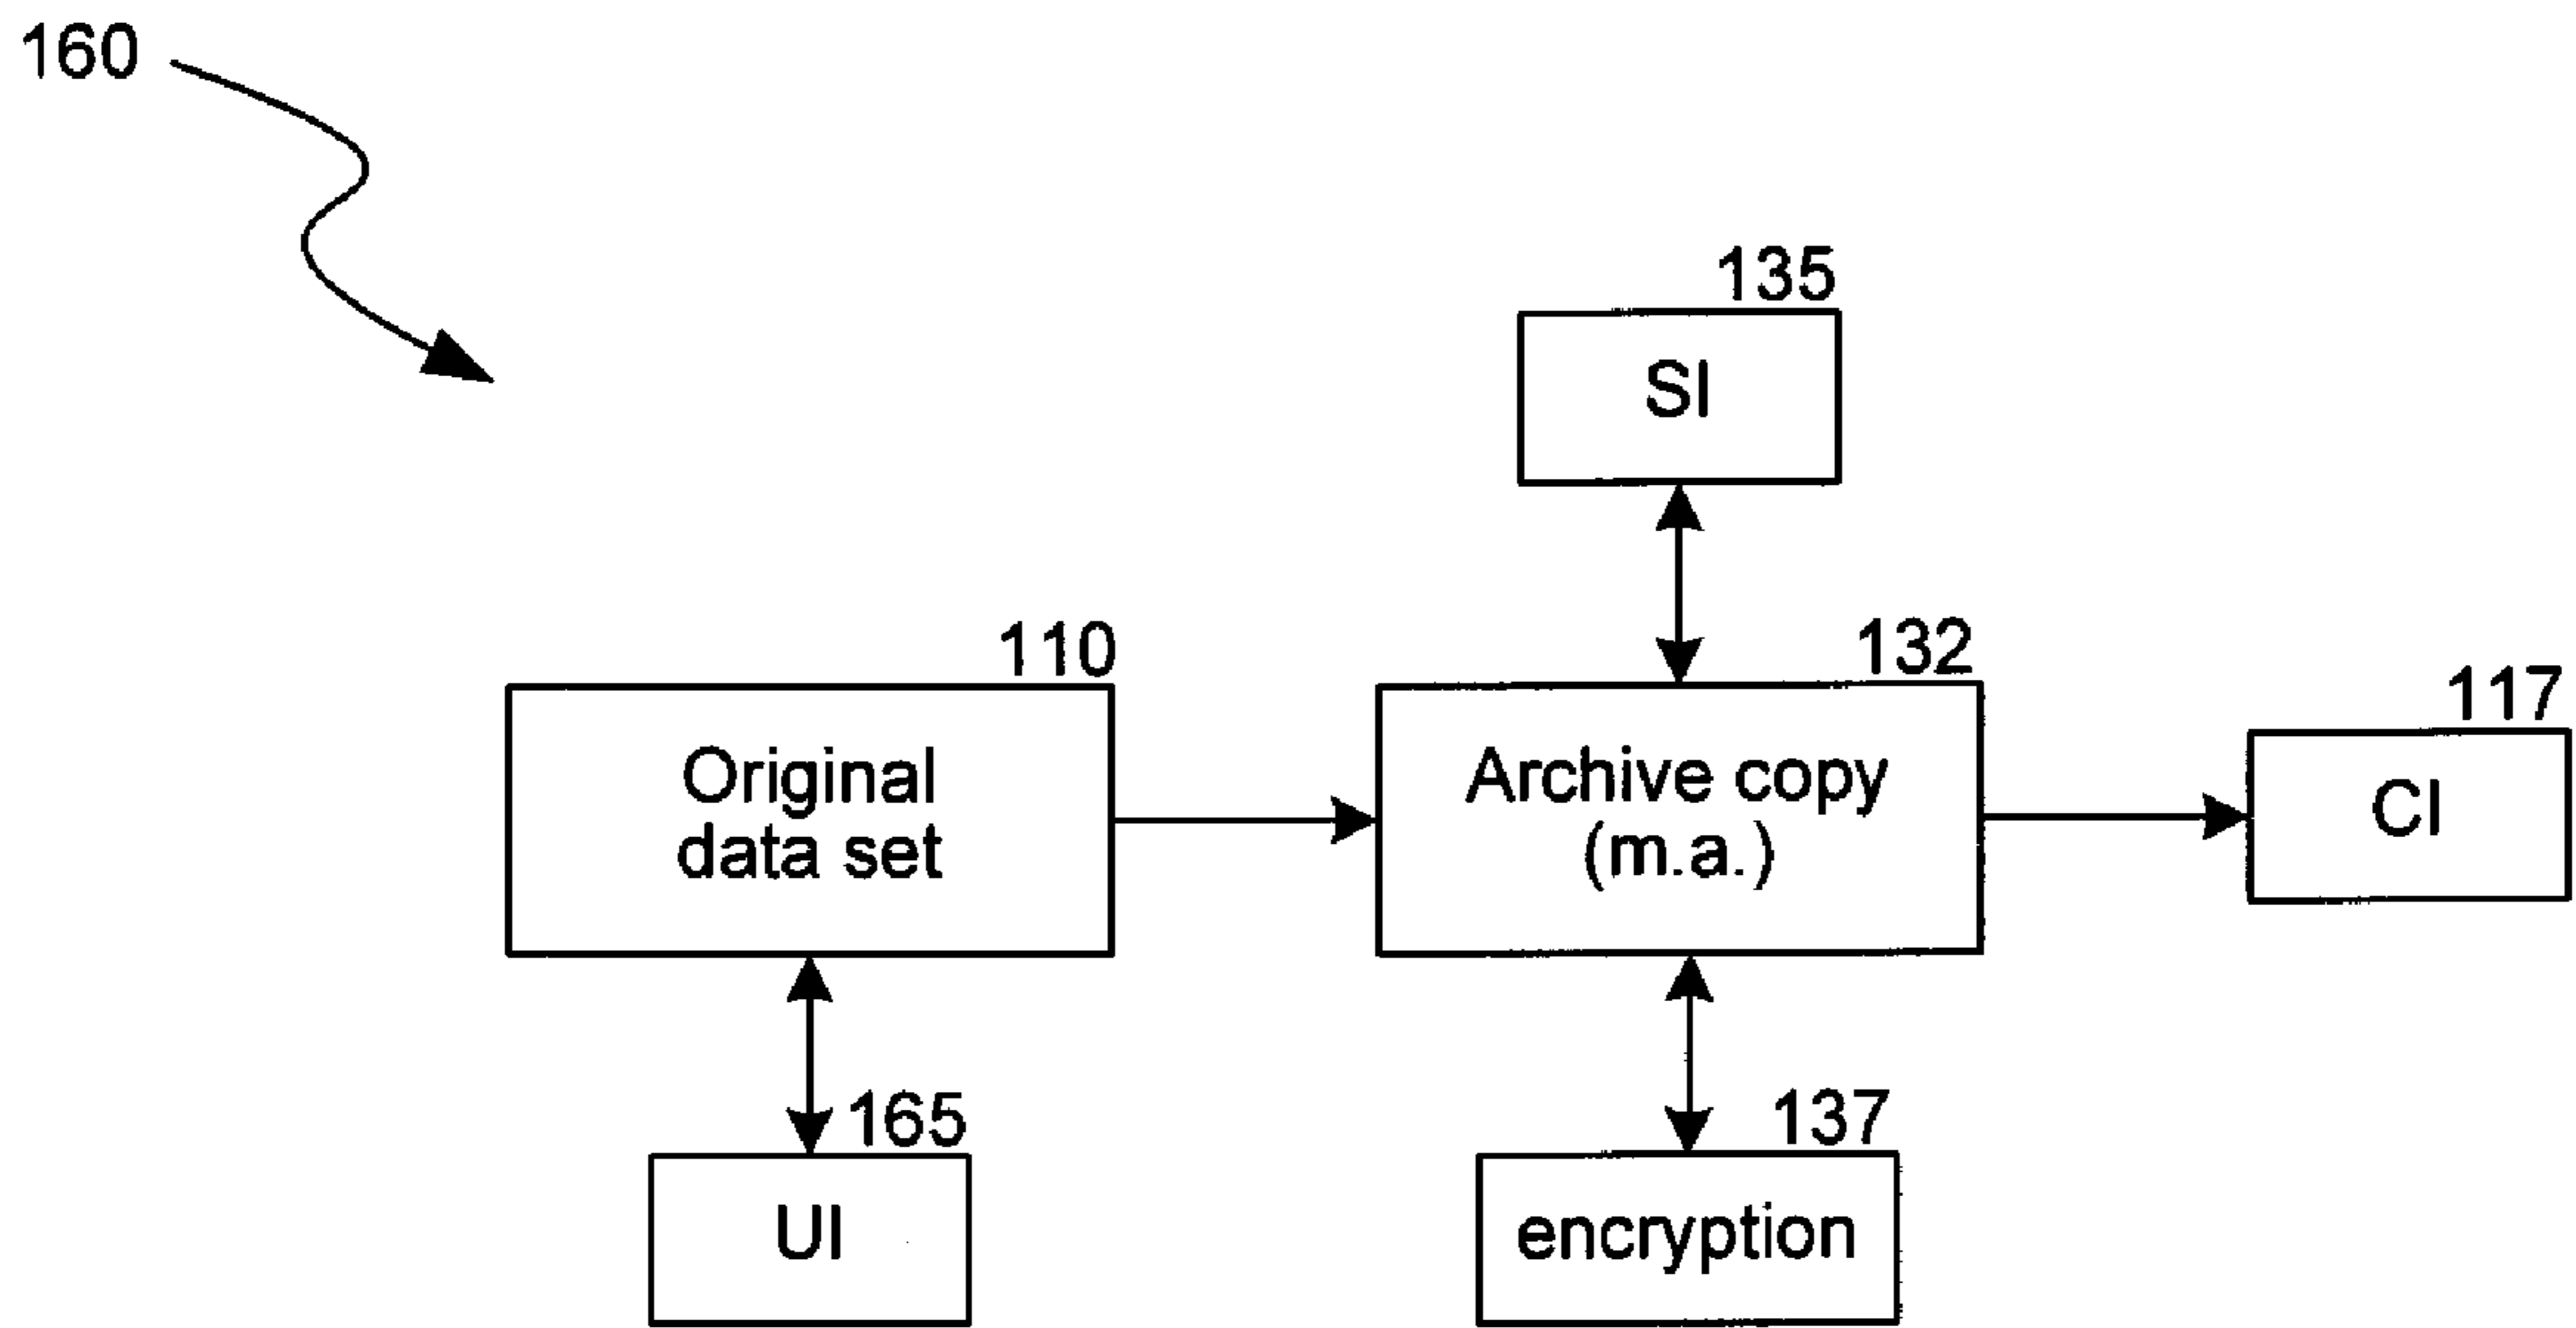 160
135
SI
110
132
117
Original
data set
Archive copy
(m.a.)
CI
165
137
UI
encryption